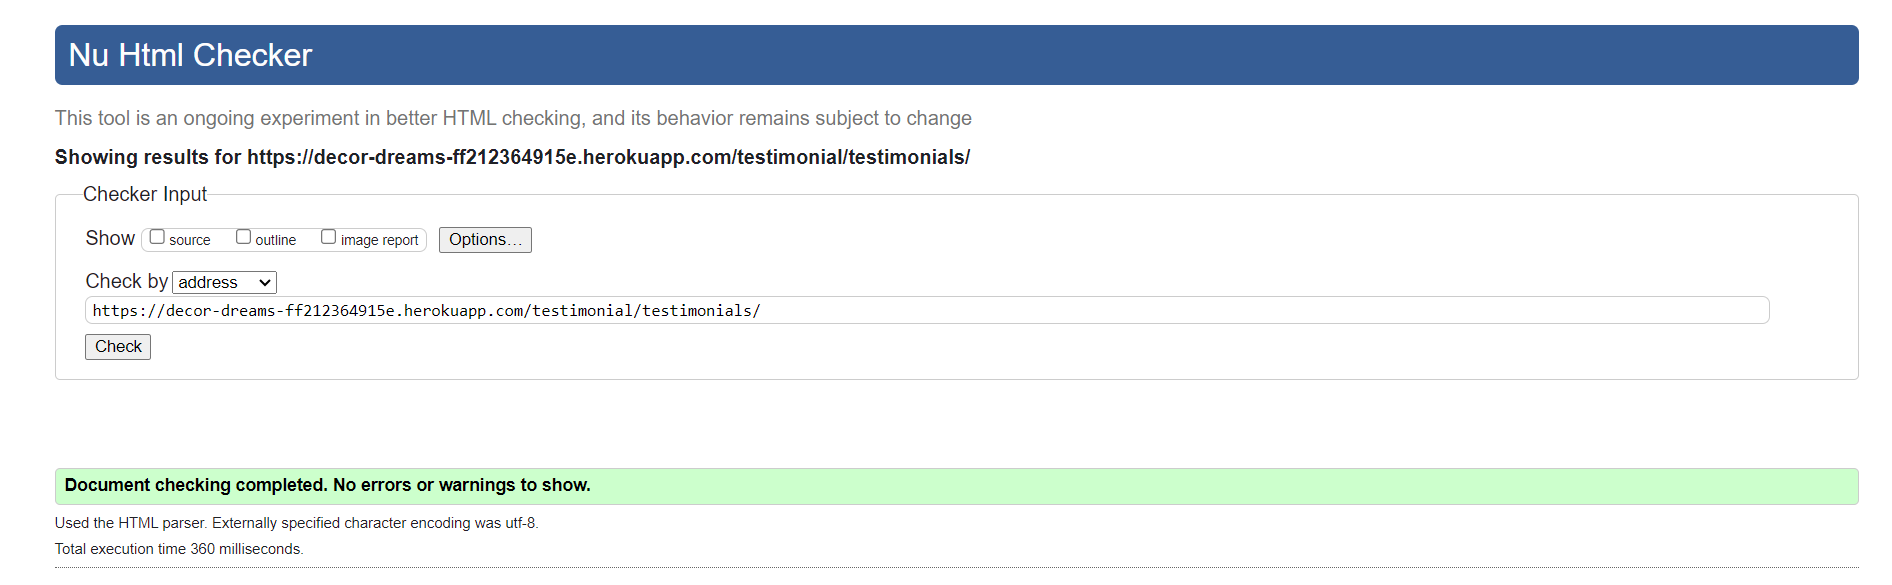 Nu Html Checker
This tool is an ongoing experiment in better HTML checking, and its behavior remains subject to change
Showing results for https://decor-dreams-ff212364915e.herokuapp.com/testimonial/testimonials/
Checker Input
Show source outline image report Options...
Check by address
https://decor-dreams-ff212364915e.herokuapp.com/testimonial/testimonials/
Check
Document checking completed. No errors or warnings to show.
Used the HTML parser. Externally specified character encoding was utf-8.
Total execution time 360 milliseconds.